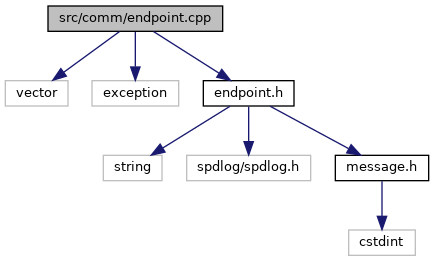 src/comm/endpoint.cpp
vector
exception
endpoint.h
string
spdlog/spdlog.h
message.h
cstdint